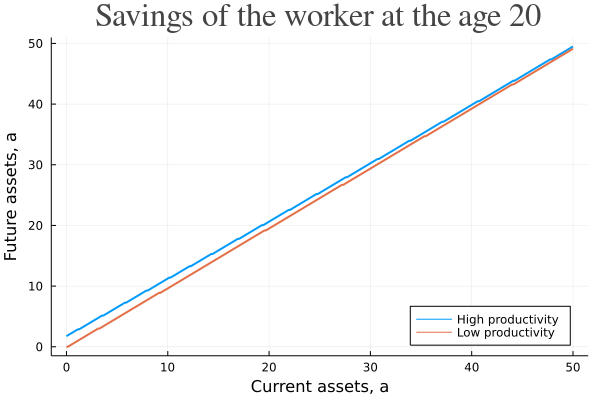 Savings of the worker at the age 20
Future assets, a
50
40
30
20
10
0
High productivity
Low productivity
0 10 20 30 40 50
Current assets, a